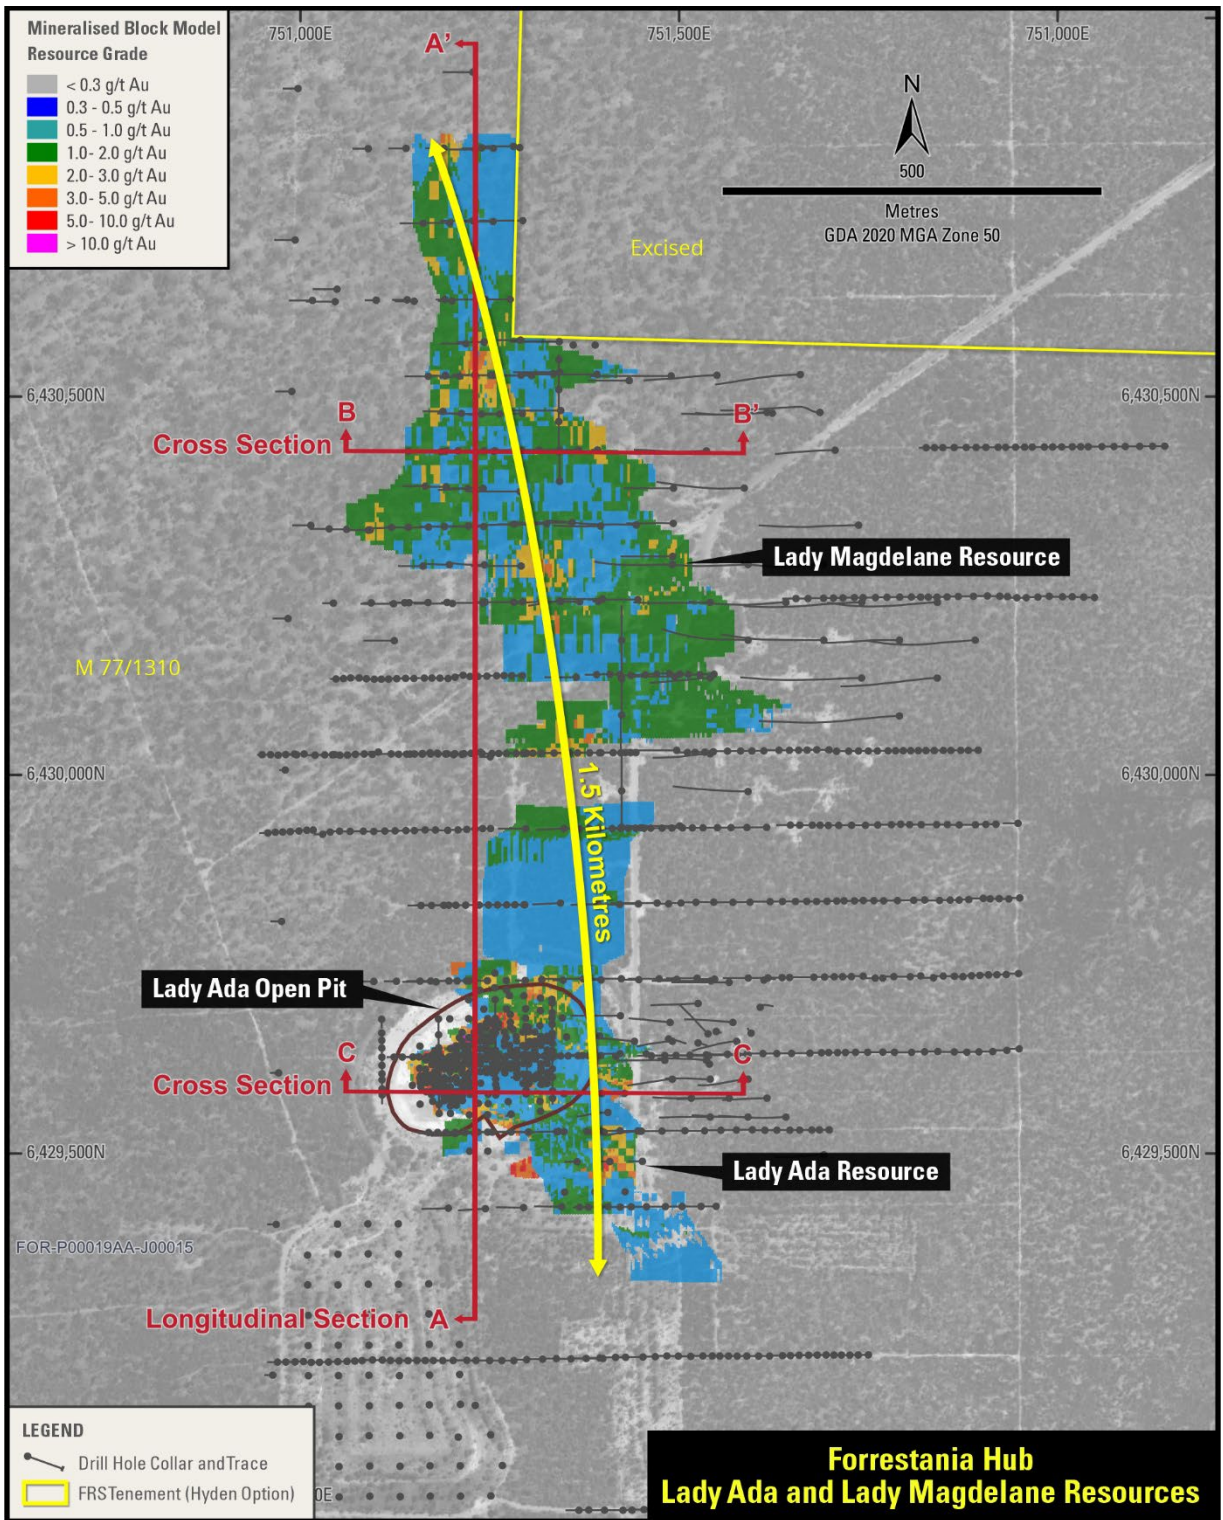 Mineralised Block Model
Resource Grade
< 0.3 g/t Au
0.3 - 0.5 g/t Au
0.5 - 1.0 g/t Au
1.0- 2.0 g/t Au
2.0 - 3.0 g/t Au
3.0- 5.0 g/t Au
5.0- 10.0 g/t Au
> 10.0 g/t Au
751,000E
751,500E
751,000E
A'
N
500
Metres
GDA 2020 MGA Zone 50
Excised
6,430,500N
6,430,500N
B
B'
Cross Section
Lady Magdelane Resource
M 77/1310
6,430,000N
6,430,000N
1.5 Kilometres
Lady Ada Open Pit
C
C
Cross Section
6,429,500N
6,429,500N
Lady Ada Resource
FOR-P00019AA-J00015
Longitudinal Section A
LEGEND
Drill Hole Collar and Trace
FRS Tenement (Hyden Option)
Forrestania Hub
Lady Ada and Lady Magdelane Resources